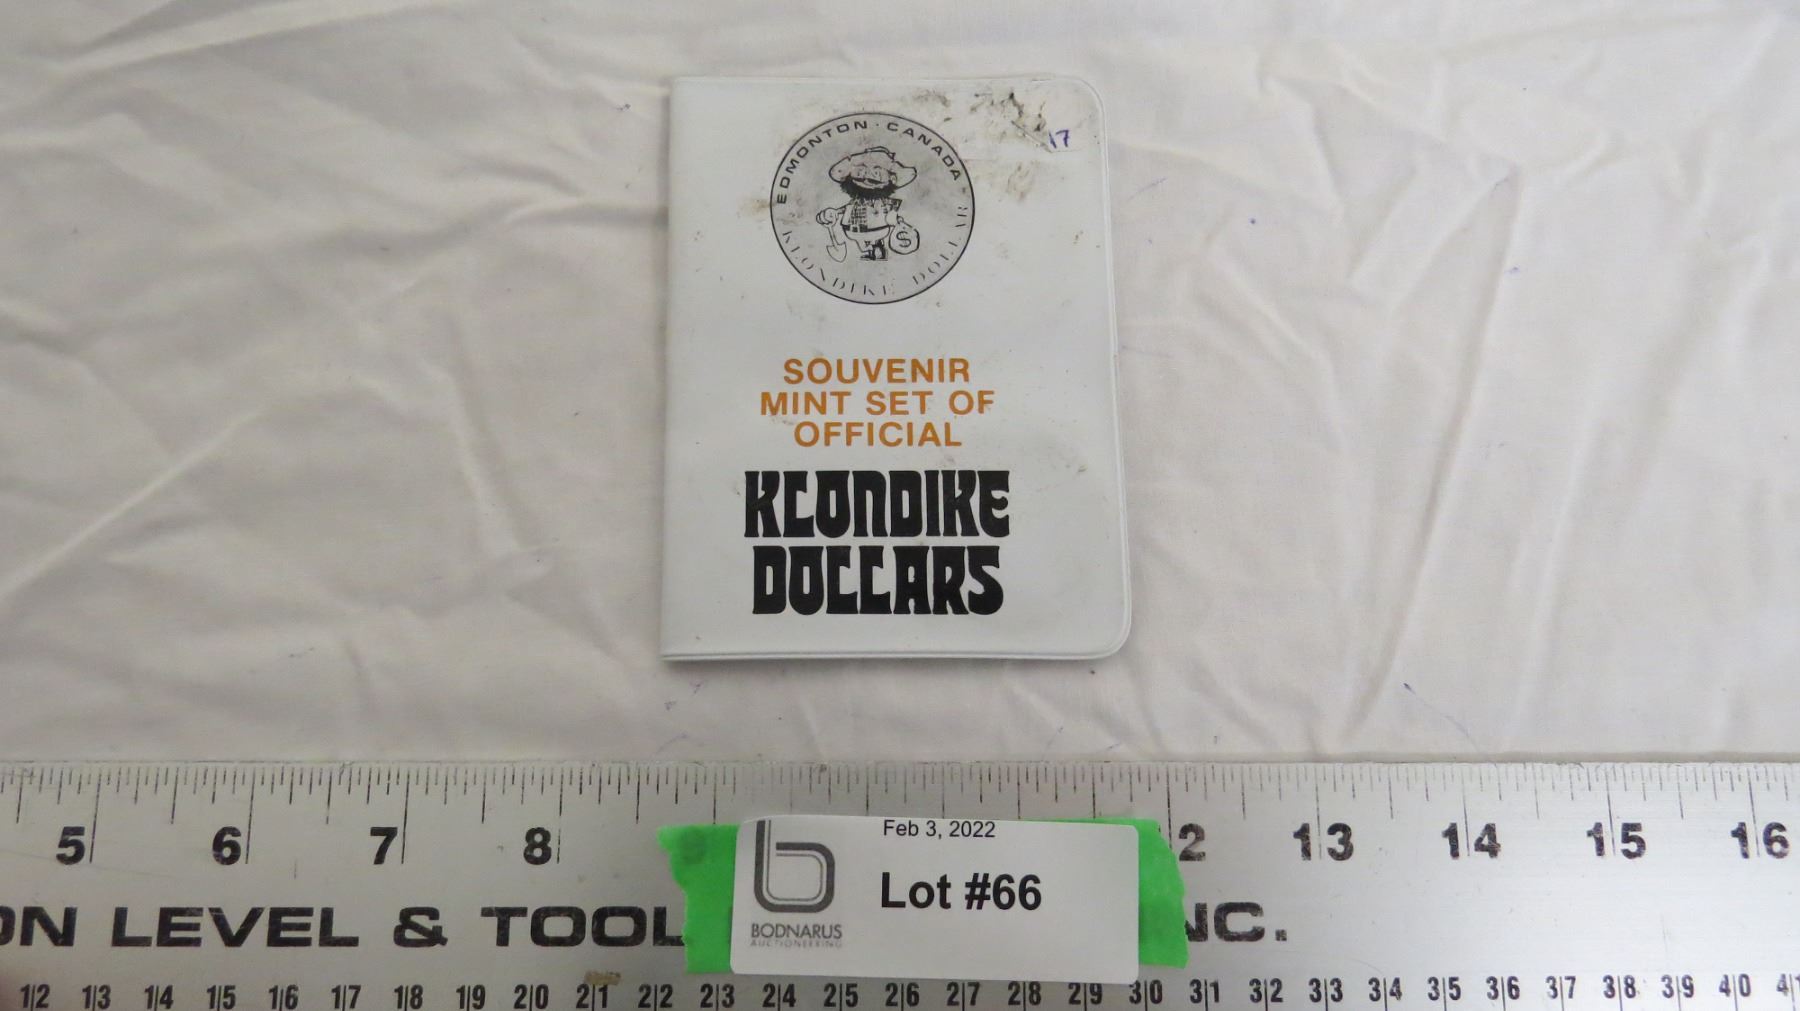 EDMONTON · CANADA
KLONDIKE DOLLAR
$
17
SOUVENIR
MINT SET OF
OFFICIAL
KLONDIKE
DOLLARS
5 6 7 8 2 13 14 15 16
Feb 3, 2022
Lot #66
BODNARUS
AUCTIONEERING
ON LEVEL & TOOL NC.
12 13 14 15 16 17 18 19 20 21 22 23 24 25 26 27 28 29 30 31 32 33 34 35 36 37 38 39 40 41